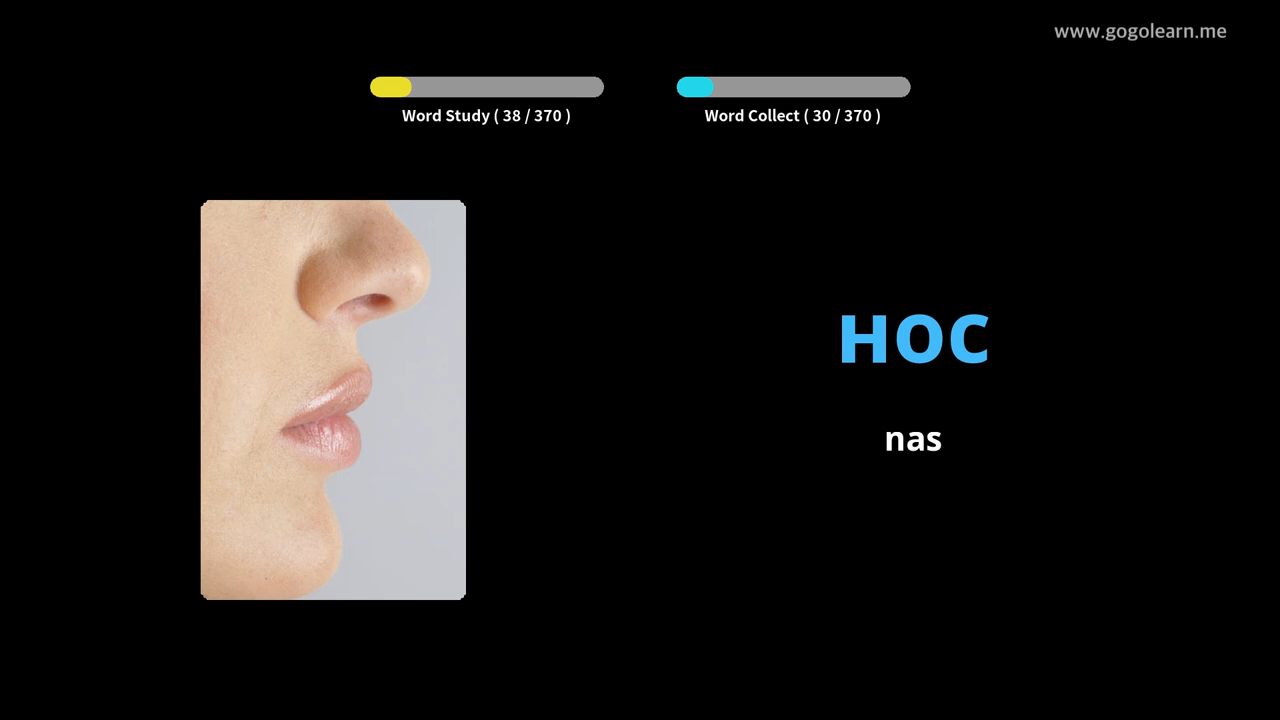 www.gogolearn.me
Word Study ( 38 / 370 )
Word Collect ( 30 / 370 )
НОС
nas